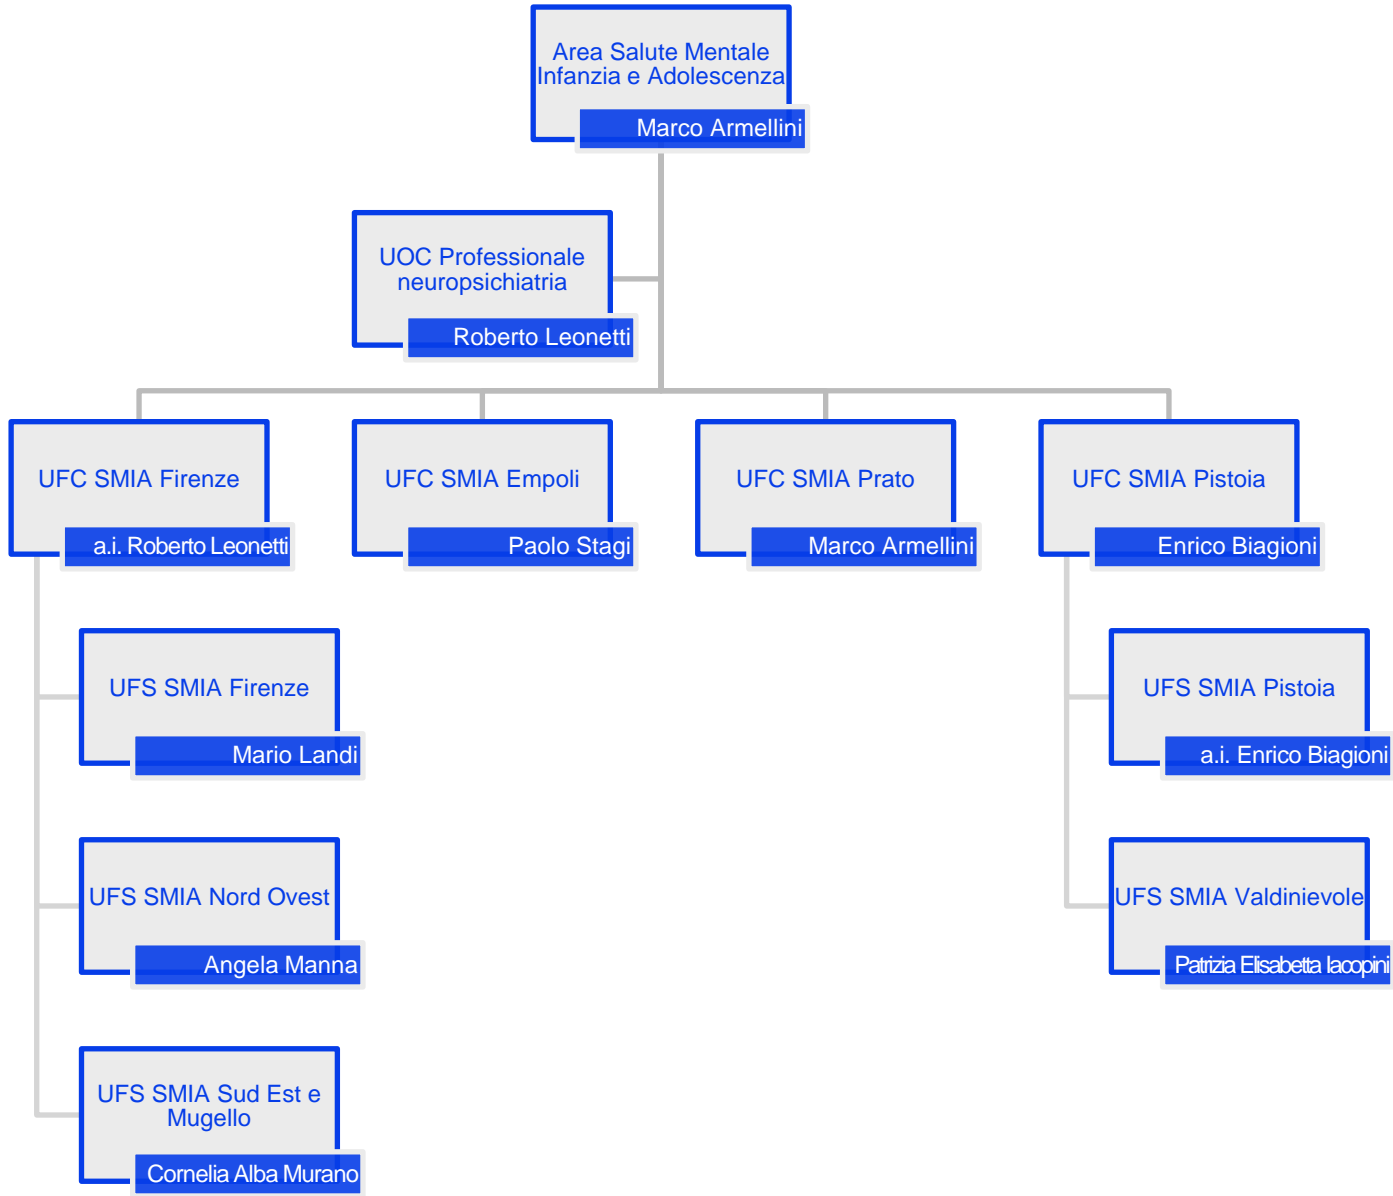 Area Salute Mentale
Infanzia e Adolescenza
Marco Armellini
UOC Professionale
neuropsichiatria
Roberto Leonetti
UFC SMIA Firenze
a.i. Roberto Leonetti
UFC SMIA Empoli
Paolo Stagi
UFC SMIA Prato
Marco Armellini
UFC SMIA Pistoia
Enrico Biagioni
UFS SMIA Firenze
Mario Landi
UFS SMIA Nord Ovest
Angela Manna
UFS SMIA Sud Est e
Mugello
Cornelia Alba Murano
UFS SMIA Pistoia
a.i. Enrico Biagioni
UFS SMIA Valdinievole
Patrizia Elisabetta Iacopini